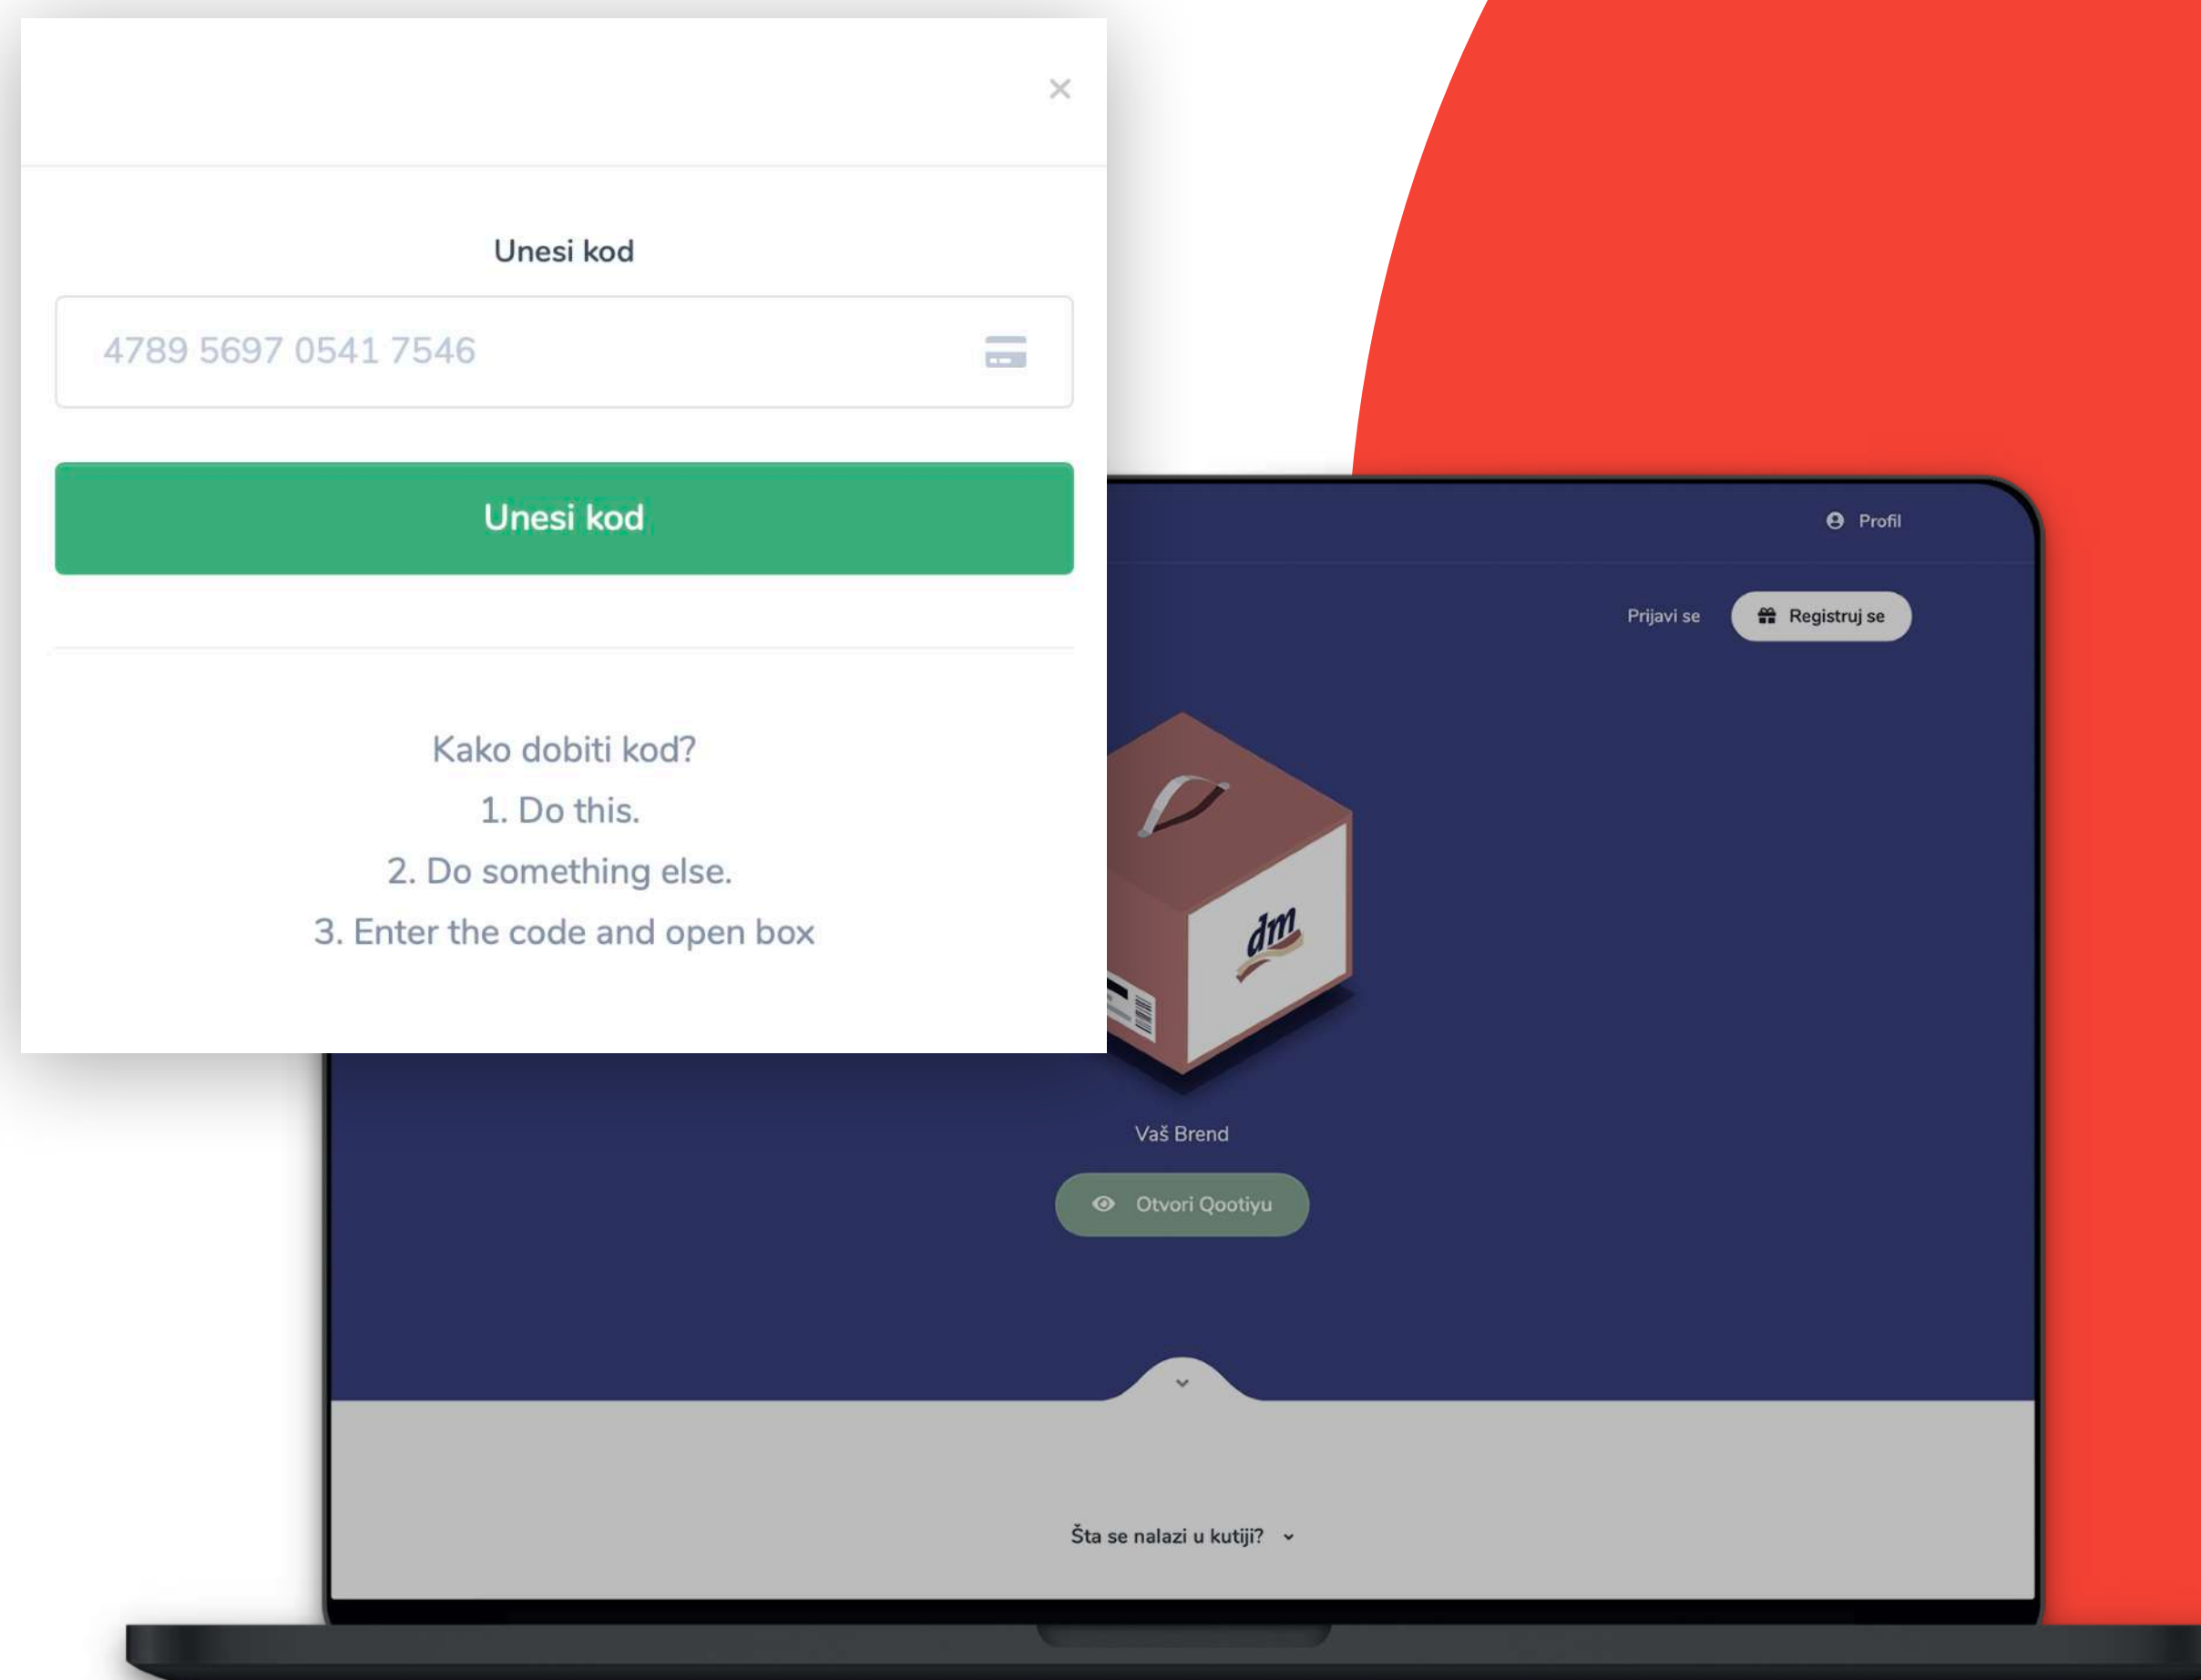 Unesi kod
4789 5697 0541 7546
Unesi kod
Kako dobiti kod?
1. Do this.
2. Do something else.
3. Enter the code and open box
Profil
Prijavi se
Registruj se
dm
Vaš Brend
Otvori Qootiyu
Šta se nalazi u kutiji?